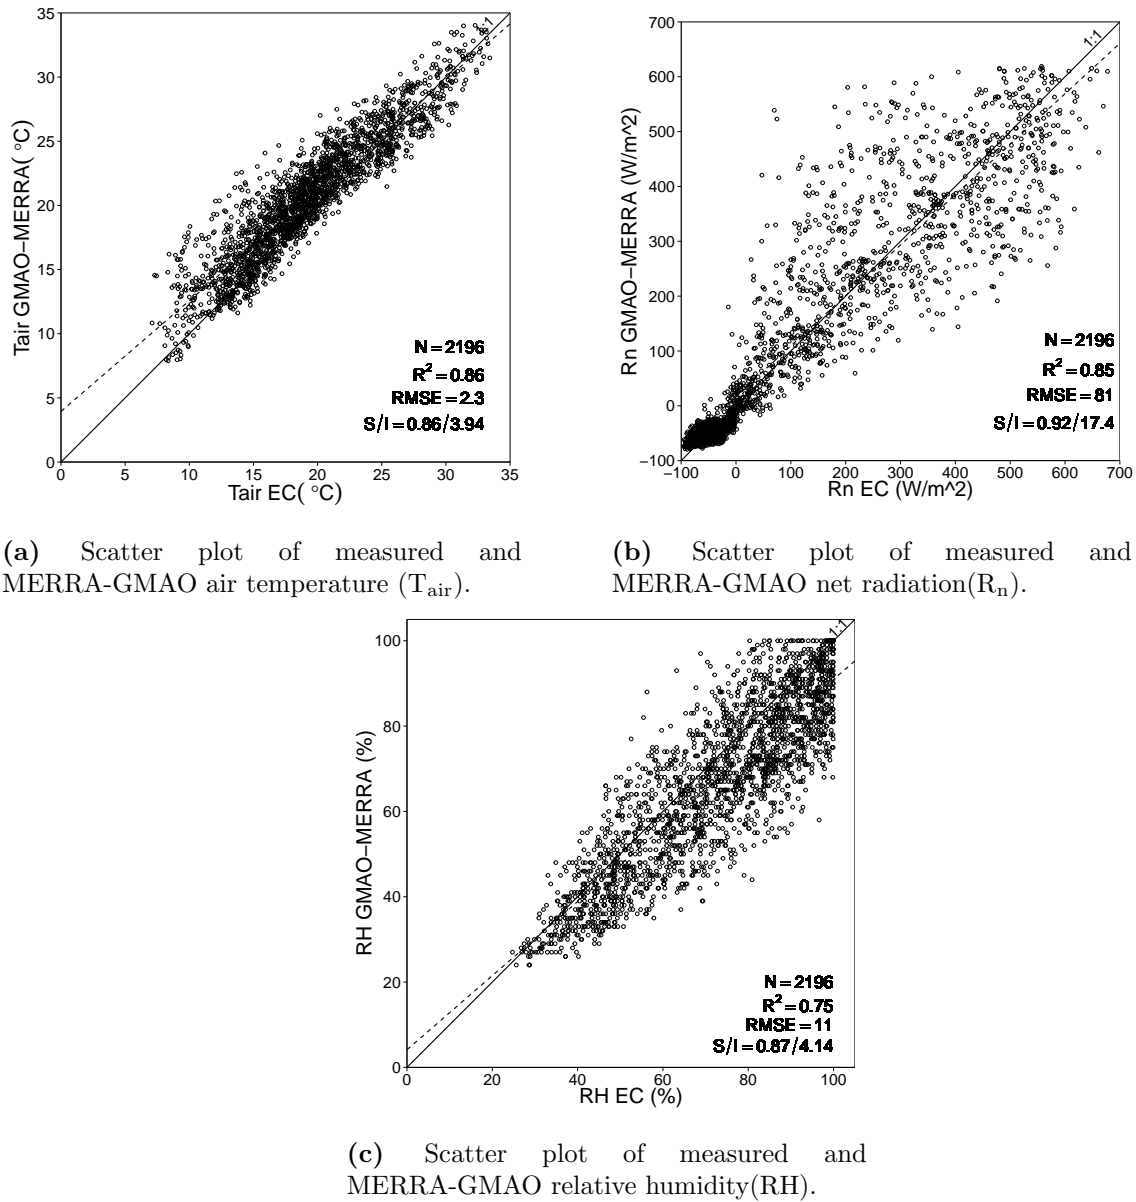 35
30
25
20
15
10
5
0
Tair GMAO−MERRA( °C)
1:1
N=2196
R²=0.86
RMSE=2.3
S/I=0.86/3.94
0 5 10 15 20 25 30 35
Tair EC( °C)
700
600
500
400
300
200
100
0
−100
Rn GMAO−MERRA (W/m^2)
1:1
N=2196
R²=0.85
RMSE=81
S/I=0.92/17.4
−100 0 100 200 300 400 500 600 700
Rn EC (W/m^2)
(a) Scatter plot of measured and
MERRA-GMAO air temperature (Tair).
(b) Scatter plot of measured and
MERRA-GMAO net radiation(Rn).
100
80
60
40
20
0
RH GMAO−MERRA (%)
1:1
N=2196
R²=0.75
RMSE=11
S/I=0.87/4.14
0 20 40 60 80 100
RH EC (%)
(c) Scatter plot of measured and
MERRA-GMAO relative humidity(RH).